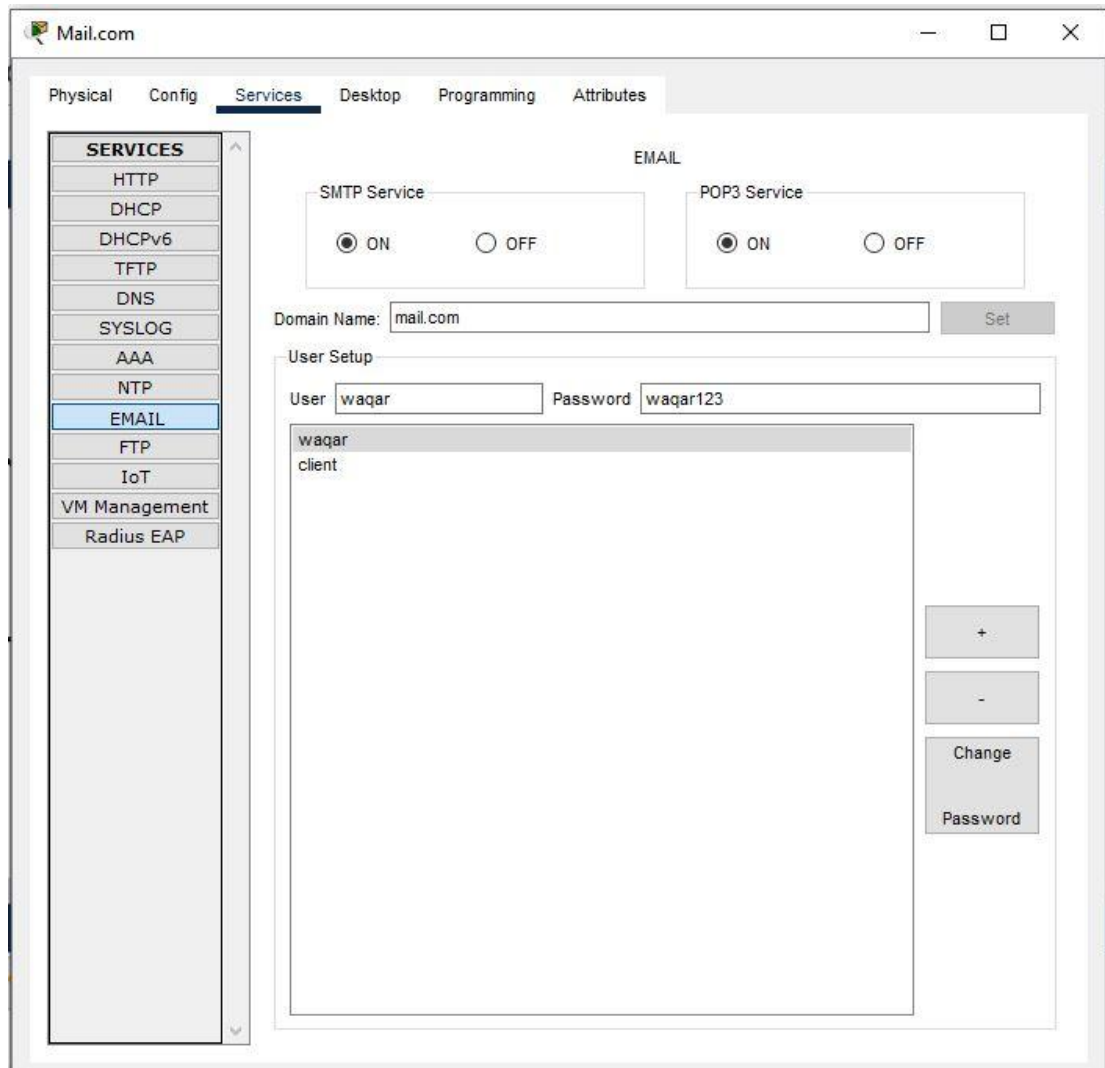 Mail.com
Physical Config Services Desktop Programming Attributes
SERVICES
HTTP
DHCP
DHCPv6
TFTP
DNS
SYSLOG
AAA
NTP
EMAIL
FTP
IoT
VM Management
Radius EAP
EMAIL
SMTP Service
ON OFF
POP3 Service
ON OFF
Domain Name: mail.com Set
User Setup
User waqar Password waqar123
waqar
client
+
-
Change
Password